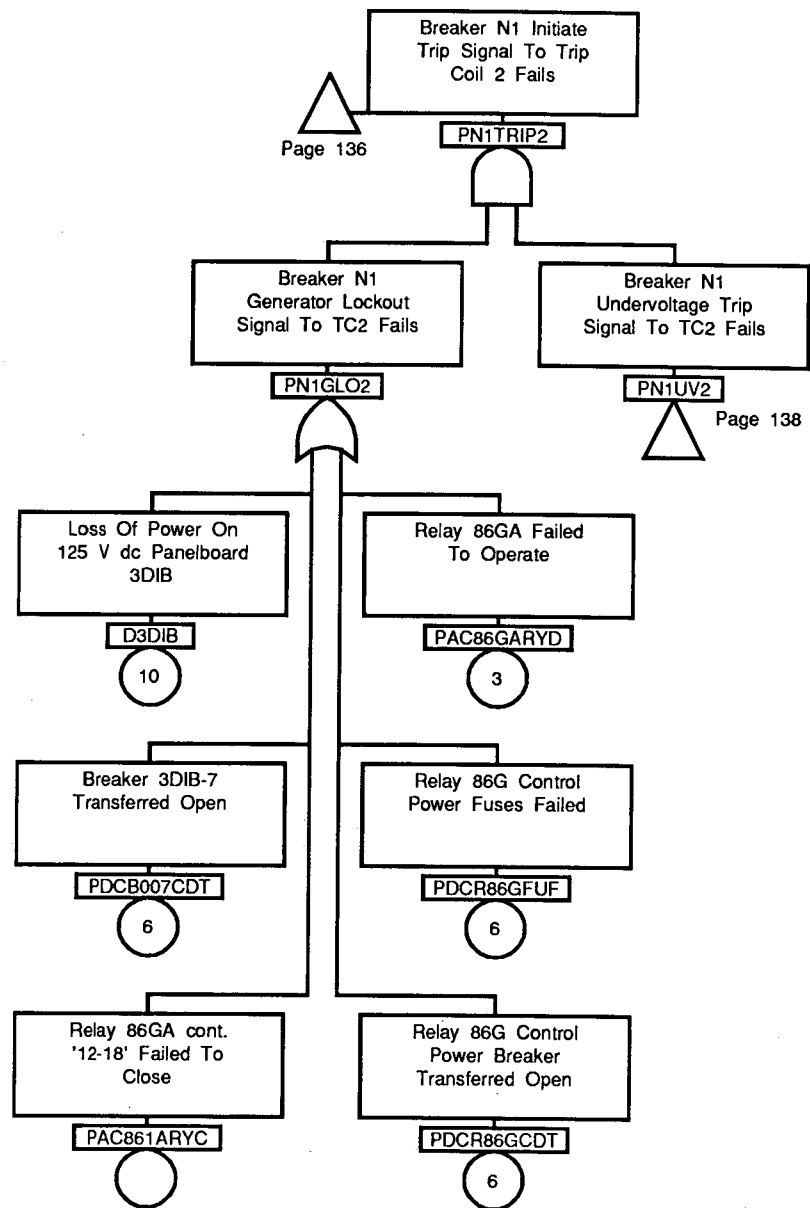 Breaker N1 Initiate
Trip Signal To Trip
Coil 2 Fails
Page 136
PN1TRIP2
Breaker N1
Generator Lockout
Signal To TC2 Fails
PN1GLO2
Breaker N1
Undervoltage Trip
Signal To TC2 Fails
PN1UV2
Page 138
Loss Of Power On
125 V dc Panelboard
3DIB
D3DIB
10
Relay 86GA Failed
To Operate
PAC86GARYD
3
Breaker 3DIB-7
Transferred Open
PDCB007CDT
6
Relay 86G Control
Power Fuses Failed
PDCR86GFUF
6
Relay 86GA cont.
'12-18' Failed To
Close
PAC861ARYC
Relay 86G Control
Power Breaker
Transferred Open
PDCR86GCDT
6